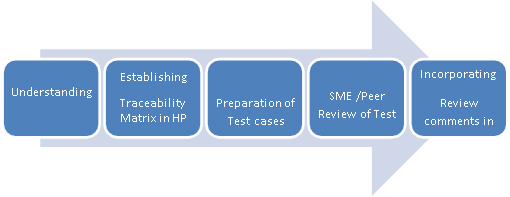 Understanding
Establishing
Traceability
Matrix in HP
Preparation of
Test cases
SME /Peer
Review of Test
Incorporating
Review
comments in